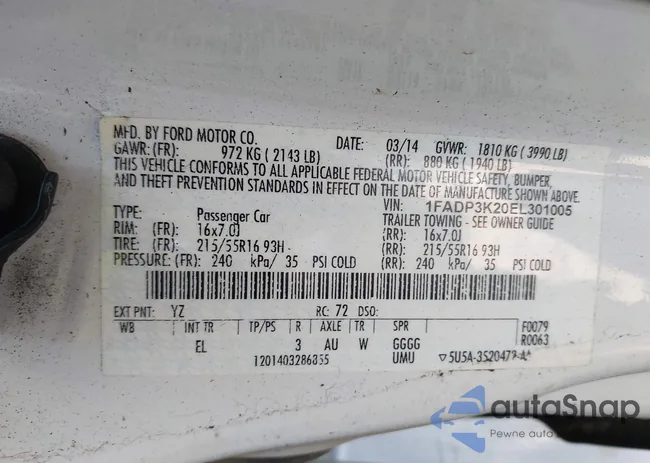 MFD. BY FORD MOTOR CO. DATE: 03/14 GVWR: 1810 KG ( 3990 LB)
GAWR: (FR): 972 KG ( 2143 LB) (RR): 880 KG ( 1940 LB)
THIS VEHICLE CONFORMS TO ALL APPLICABLE FEDERAL MOTOR VEHICLE SAFETY, BUMPER,
AND THEFT PREVENTION STANDARDS IN EFFECT ON THE DATE OF MANUFACTURE SHOWN ABOVE.
VIN: 1FADP3K20EL301005
TYPE: Passenger Car TRAILER TOWING - SEE OWNER GUIDE
RIM: (FR): 16x7.0J (RR): 16x7.0J
TIRE: (FR): 215/55R16 93H (RR): 215/55R16 93H
PRESSURE: (FR): 240 kPa/ 35 PSI COLD (RR): 240 kPa/ 35 PSI COLD
EXT PNT: YZ RC: 72 DSO: F0079
WB INT TR TP/PS R AXLE TR SPR R0063
EL 3 AU W GGGG
1201403286355 UMU ▽5U5A-3520472-AA
autoSnap
Pewne auto